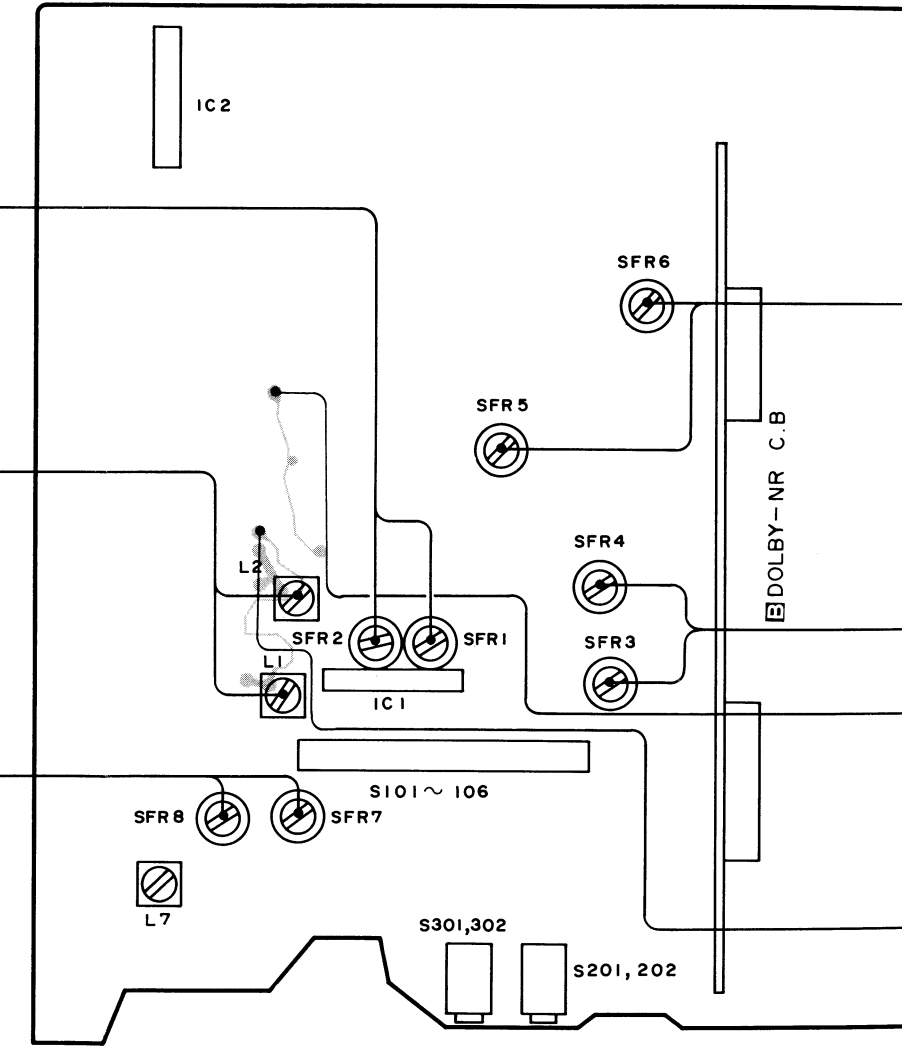 IC2
SFR6
SFR5
B DOLBY-NR C.B
SFR4
L2
SFR2
SFR1
SFR3
L1
IC1
S101～106
SFR8
SFR7
L7
S301,302
S201,202